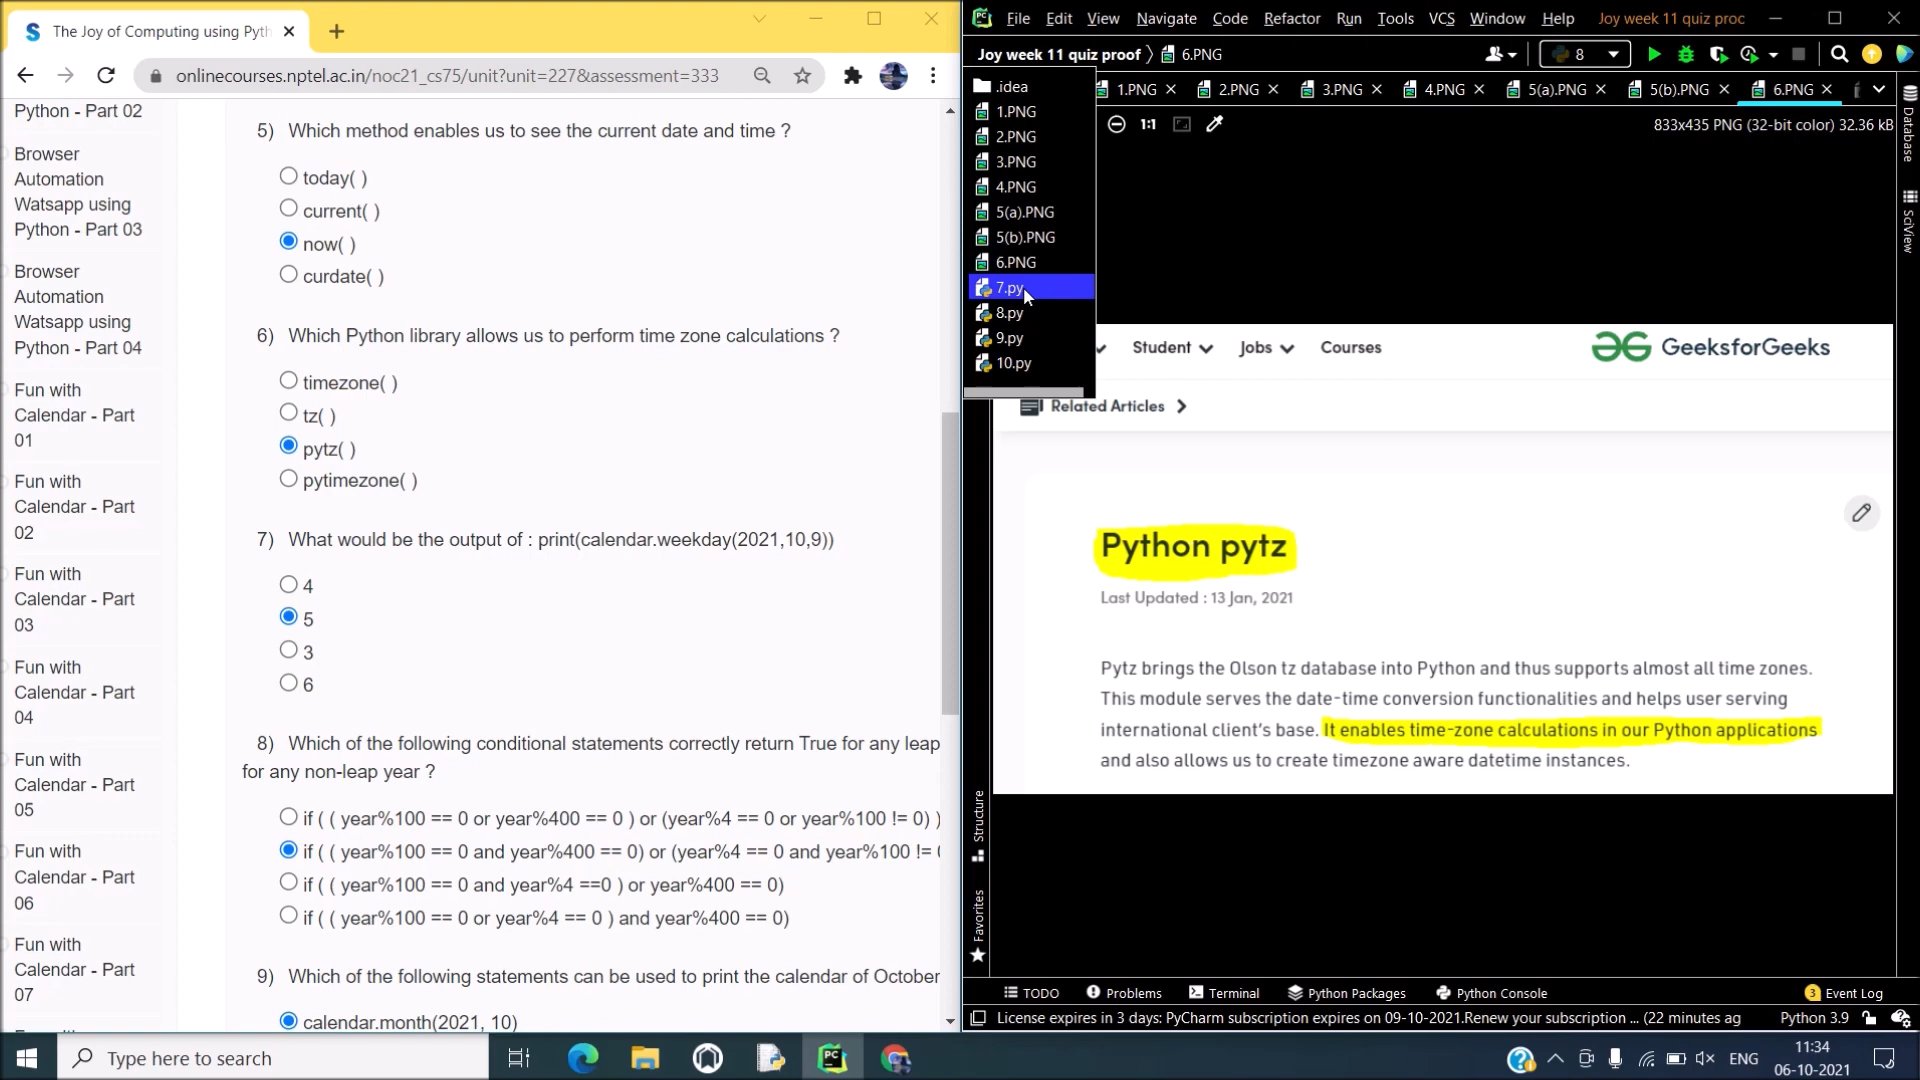 The Joy of Computing using Pyth
onlinecourses.nptel.ac.in/noc21_cs75/unit?unit=227&assessment=333
Python - Part 02
Browser
Automation
Watsapp using
Python - Part 03
Browser
Automation
Watsapp using
Python - Part 04
Fun with
Calendar - Part
01
Fun with
Calendar - Part
02
Fun with
Calendar - Part
03
Fun with
Calendar - Part
04
Fun with
Calendar - Part
05
Fun with
Calendar - Part
06
Fun with
Calendar - Part
07
5) Which method enables us to see the current date and time ?
today( )
current( )
now( )
curdate( )
6) Which Python library allows us to perform time zone calculations ?
timezone( )
tz( )
pytz( )
pytimezone( )
7) What would be the output of : print(calendar.weekday(2021,10,9))
4
5
3
6
8) Which of the following conditional statements correctly return True for any leap
for any non-leap year ?
if ( ( year%100 == 0 or year%400 == 0 ) or (year%4 == 0 or year%100 != 0) )
if ( ( year%100 == 0 and year%400 == 0) or (year%4 == 0 and year%100 !=
if ( ( year%100 == 0 and year%4 ==0 ) or year%400 == 0)
if ( ( year%100 == 0 or year%4 == 0 ) and year%400 == 0)
9) Which of the following statements can be used to print the calendar of October
calendar.month(2021, 10)
PC File Edit View Navigate Code Refactor Run Tools VCS Window Help Joy week 11 quiz proc
Joy week 11 quiz proof 6.PNG 8
1.PNG 2.PNG 3.PNG 4.PNG 5(a).PNG 5(b).PNG 6.PNG
1:1 833x435 PNG (32-bit color) 32.36 kB
.idea
1.PNG
2.PNG
3.PNG
4.PNG
5(a).PNG
5(b).PNG
6.PNG
7.py
8.py
9.py
10.py
Database
SciView
Student Jobs Courses GeeksforGeeks
Related Articles
Python pytz
Last Updated : 13 Jan, 2021
Pytz brings the Olson tz database into Python and thus supports almost all time zones.
This module serves the date-time conversion functionalities and helps user serving
international client's base. It enables time-zone calculations in our Python applications
and also allows us to create timezone aware datetime instances.
Structure
Favorites
TODO Problems Terminal Python Packages Python Console 3 Event Log
License expires in 3 days: PyCharm subscription expires on 09-10-2021.Renew your subscription ... (22 minutes ag Python 3.9
Type here to search
PC
ENG
11:34
06-10-2021